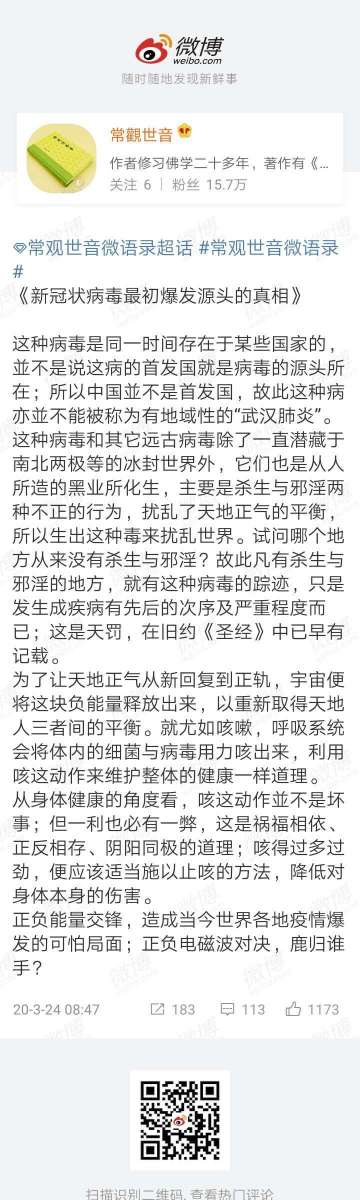 微博
weibo.com
随时随地发现新鲜事
常觀世音
作者修习佛学二十多年，著作有《...
关注 6 | 粉丝 15.7万
常观世音微语录超话 #常观世音微语录
#
《新冠状病毒最初爆发源头的真相》
这种病毒是同一时间存在于某些国家的，
并不是说这病的首发国就是病毒的源头所
在；所以中国并不是首发国，故此这种病
亦并不能被称为有地域性的“武汉肺炎”。
这种病毒和其它远古病毒除了一直潜藏于
南北两极等的冰封世界外，它们也是从人
所造的黑业所化生，主要是杀生与邪淫两
种不正的行为，扰乱了天地正气的平衡，
所以生出这种毒来扰乱世界。试问哪个地
方从来没有杀生与邪淫？故此凡有杀生与
邪淫的地方，就有这种病毒的踪迹，只是
发生成疾病有先后的次序及严重程度而
已；这是天罚，在旧约《圣经》中已早有
记载。
为了让天地正气从新回复到正轨，宇宙便
将这块负能量释放出来，以重新取得天地
人三者间的平衡。就尤如咳嗽，呼吸系统
会将体内的细菌与病毒用力咳出来，利用
咳这动作来维护整体的健康一样道理。
从身体健康的角度看，咳这动作并不是坏
事；但一利也必有一弊，这是祸福相依、
正反相存、阴阳同极的道理；咳得过多过
劲，便应该适当施以止咳的方法，降低对
身体本身的伤害。
正负能量交锋，造成当今世界各地疫情爆
发的可怕局面；正负电磁波对决，鹿归谁
手？
20-3-24 08:47 183 113 1173
扫描识别二维码, 查看热门评论